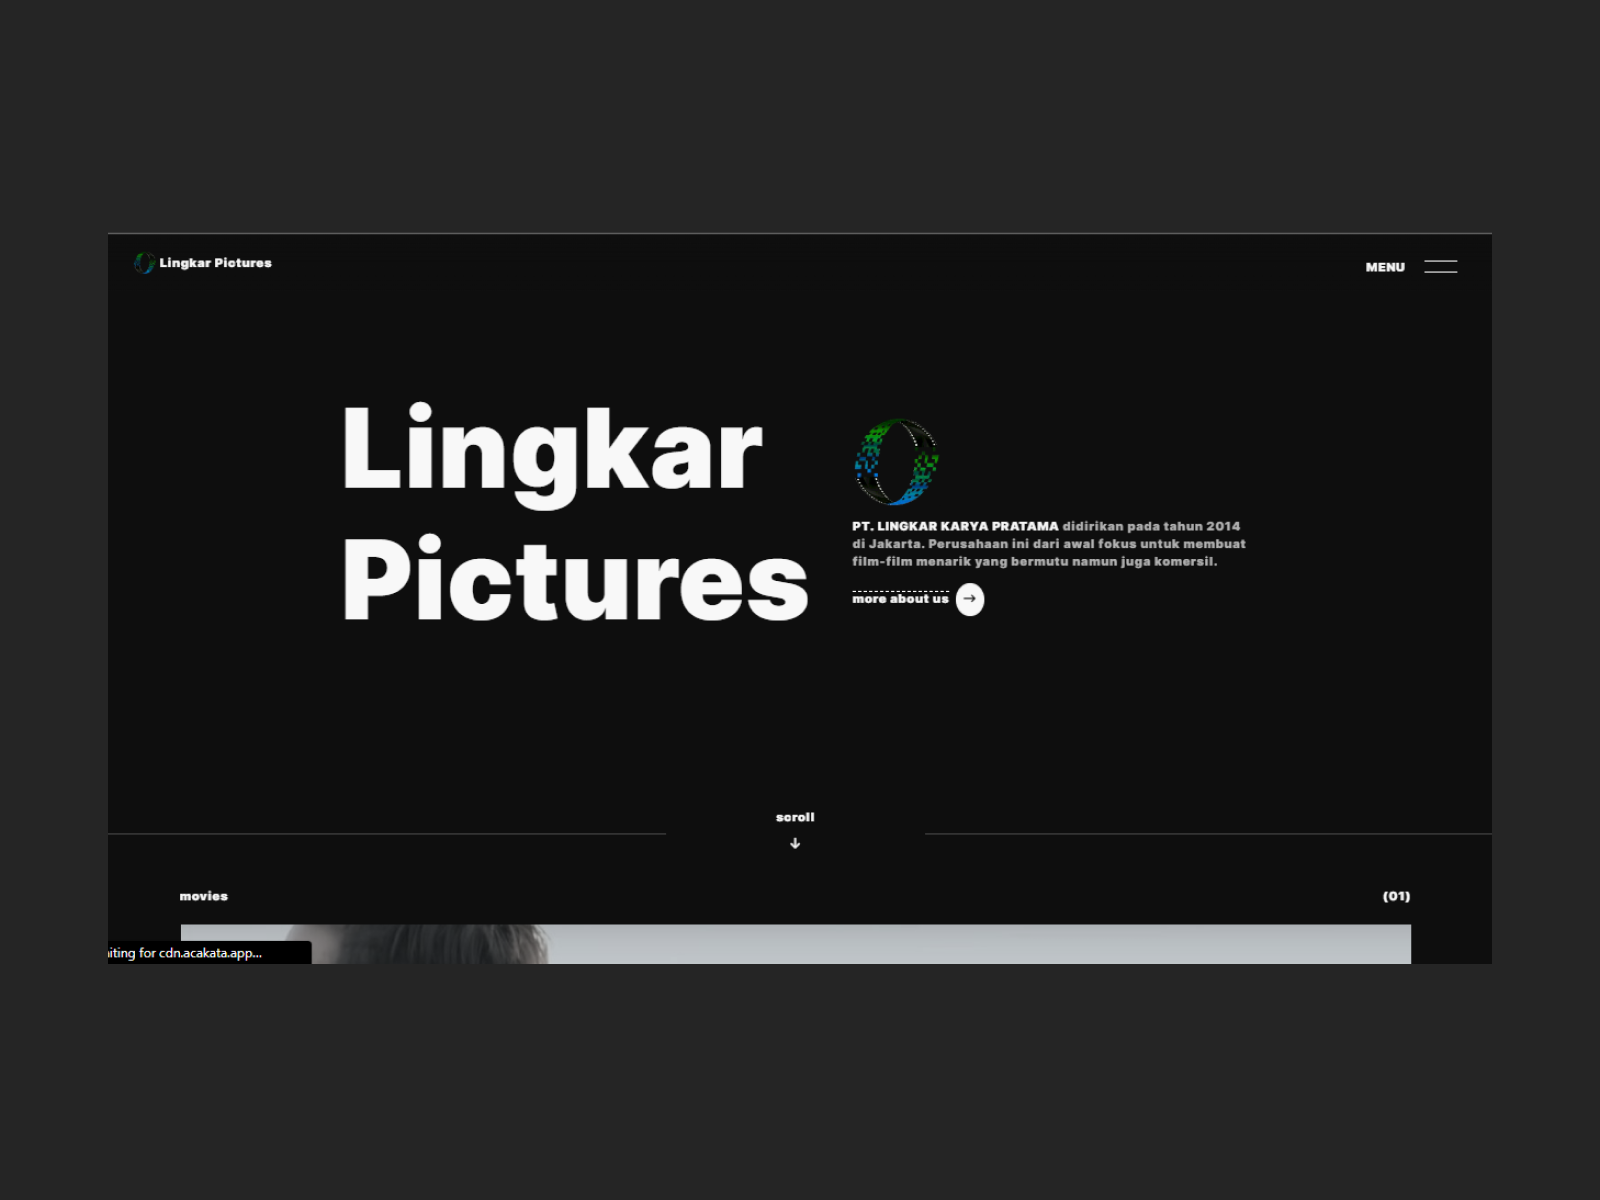 Lingkar Pictures
MENU
Lingkar
Pictures
PT. LINGKAR KARYA PRATAMA didirikan pada tahun 2014
di Jakarta. Perusahaan ini dari awal fokus untuk membuat
film-film menarik yang bermutu namun juga komersil.
more about us
scroll
movies
(01)
for cdn.acakata.app...